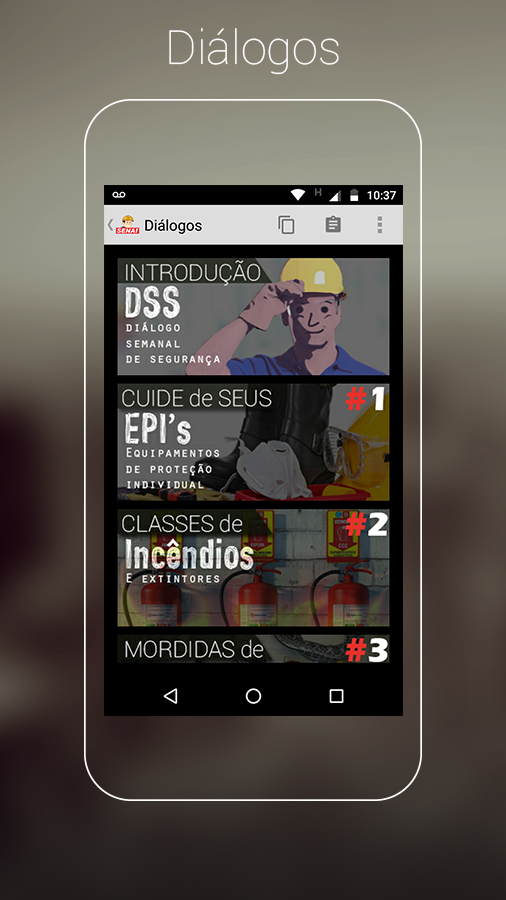 Diálogos
H
10:37
SENAI
Diálogos
INTRODUÇÃO
DSS
DIÁLOGO
SEMANAL
DE SEGURANÇA
CUIDE de SEUS
#1
EPI's
EQUIPAMENTOS
DE PROTEÇÃO
INDIVIDUAL
CLASSES de
#2
Incêndios
E EXTINTORES
MORDIDAS de
#3